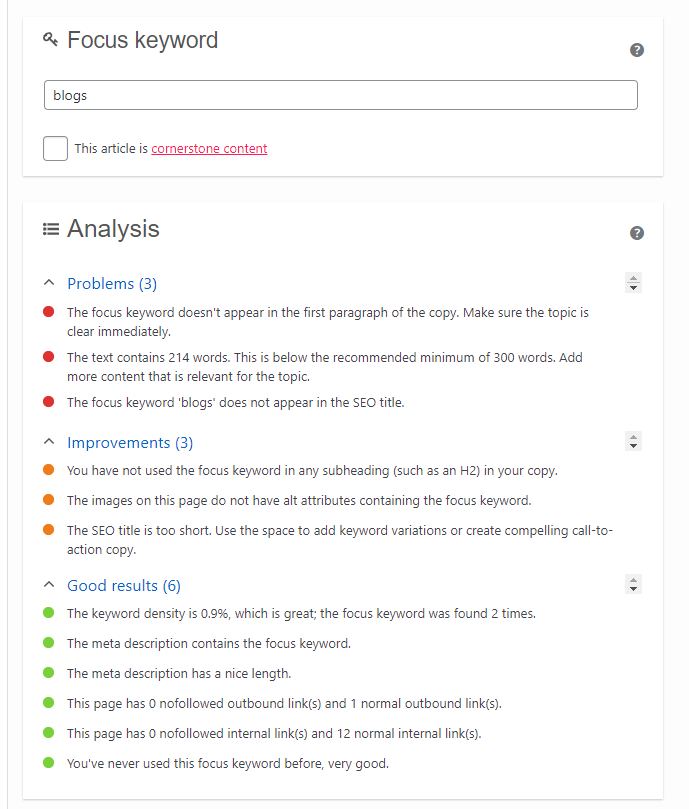 Focus keyword
blogs
This article is cornerstone content
Analysis
Problems (3)
The focus keyword doesn't appear in the first paragraph of the copy. Make sure the topic is
clear immediately.
The text contains 214 words. This is below the recommended minimum of 300 words. Add
more content that is relevant for the topic.
The focus keyword 'blogs' does not appear in the SEO title.
Improvements (3)
You have not used the focus keyword in any subheading (such as an H2) in your copy.
The images on this page do not have alt attributes containing the focus keyword.
The SEO title is too short. Use the space to add keyword variations or create compelling call-to-
action copy.
Good results (6)
The keyword density is 0.9%, which is great; the focus keyword was found 2 times.
The meta description contains the focus keyword.
The meta description has a nice length.
This page has 0 nofollowed outbound link(s) and 1 normal outbound link(s).
This page has 0 nofollowed internal link(s) and 12 normal internal link(s).
You've never used this focus keyword before, very good.